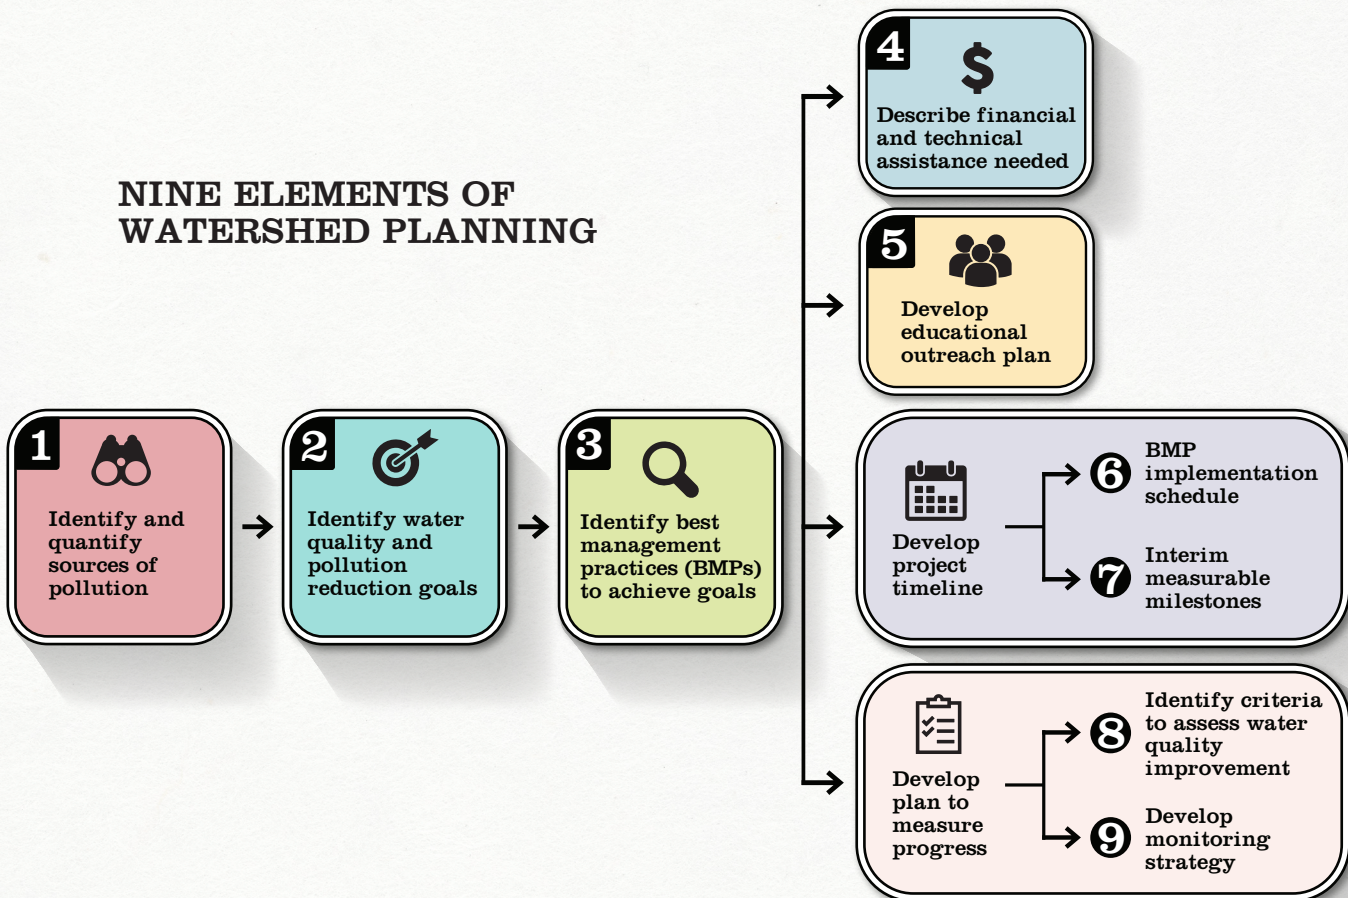 NINE ELEMENTS OF
WATERSHED PLANNING
1
Identify and
quantify
sources of
pollution
2
Identify water
quality and
pollution
reduction goals
3
Identify best
management
practices (BMPs)
to achieve goals
4
$
Describe financial
and technical
assistance needed
5
Develop
educational
outreach plan
Develop
project
timeline
6
BMP
implementation
schedule
7
Interim
measurable
milestones
Develop
plan to
measure
progress
8
Identify criteria
to assess water
quality
improvement
9
Develop
monitoring
strategy